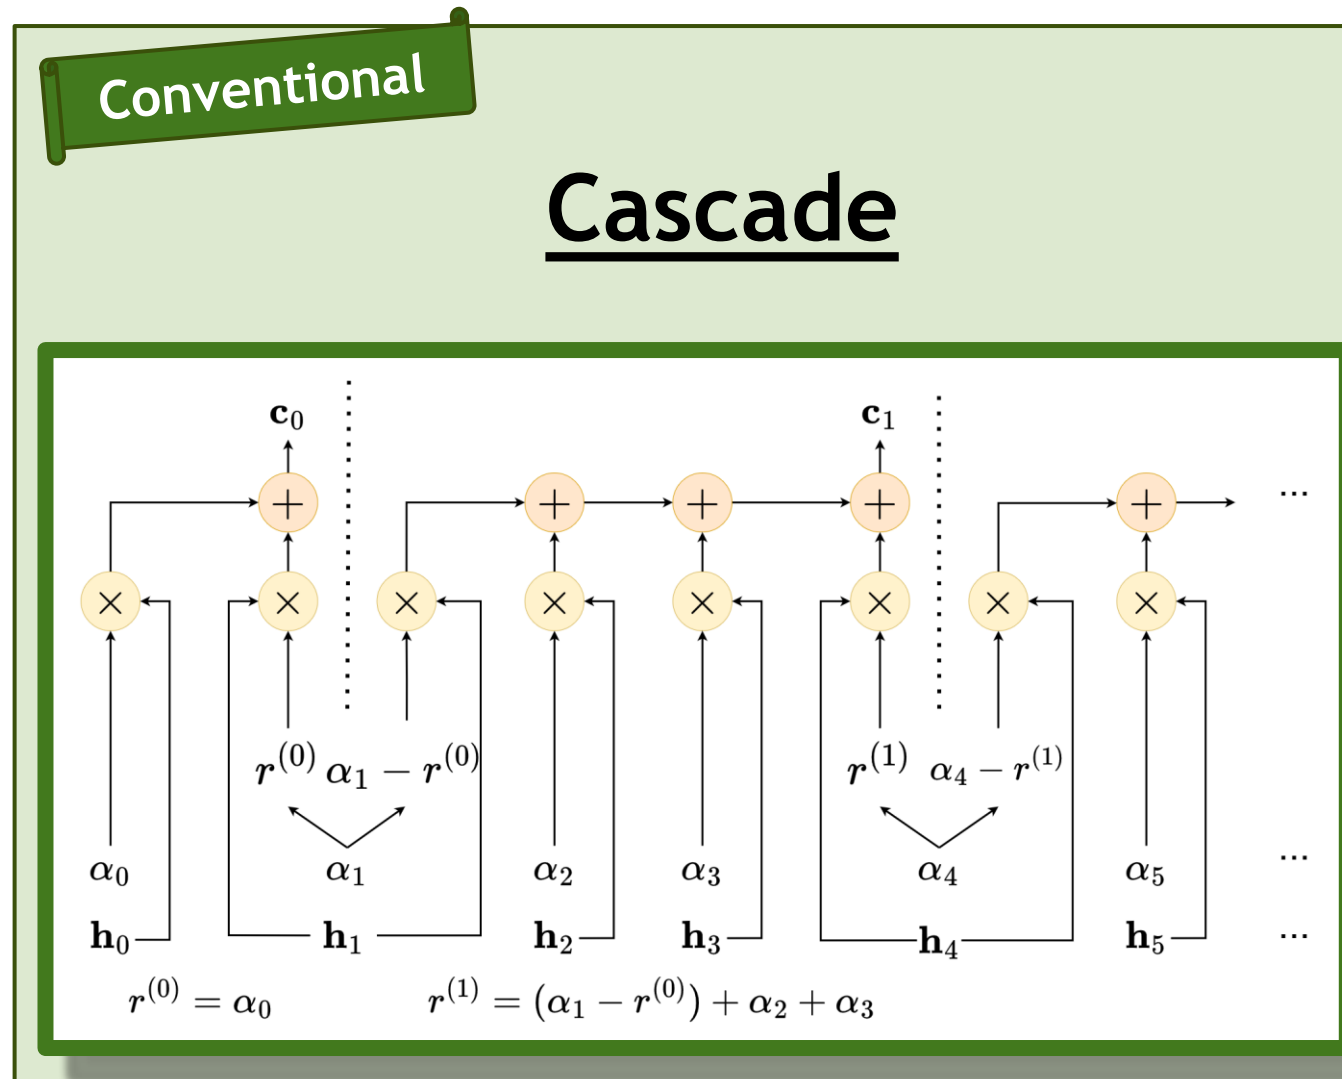 Conventional
Cascade
c₀ c₁
+ + + + + ...
× × × × × × × ×
r⁽⁰⁾ α₁ − r⁽⁰⁾ r⁽¹⁾ α₄ − r⁽¹⁾
α₀ α₁ α₂ α₃ α₄ α₅ ...
h₀ h₁ h₂ h₃ h₄ h₅ ...
r⁽⁰⁾ = α₀ r⁽¹⁾ = (α₁ − r⁽⁰⁾) + α₂ + α₃